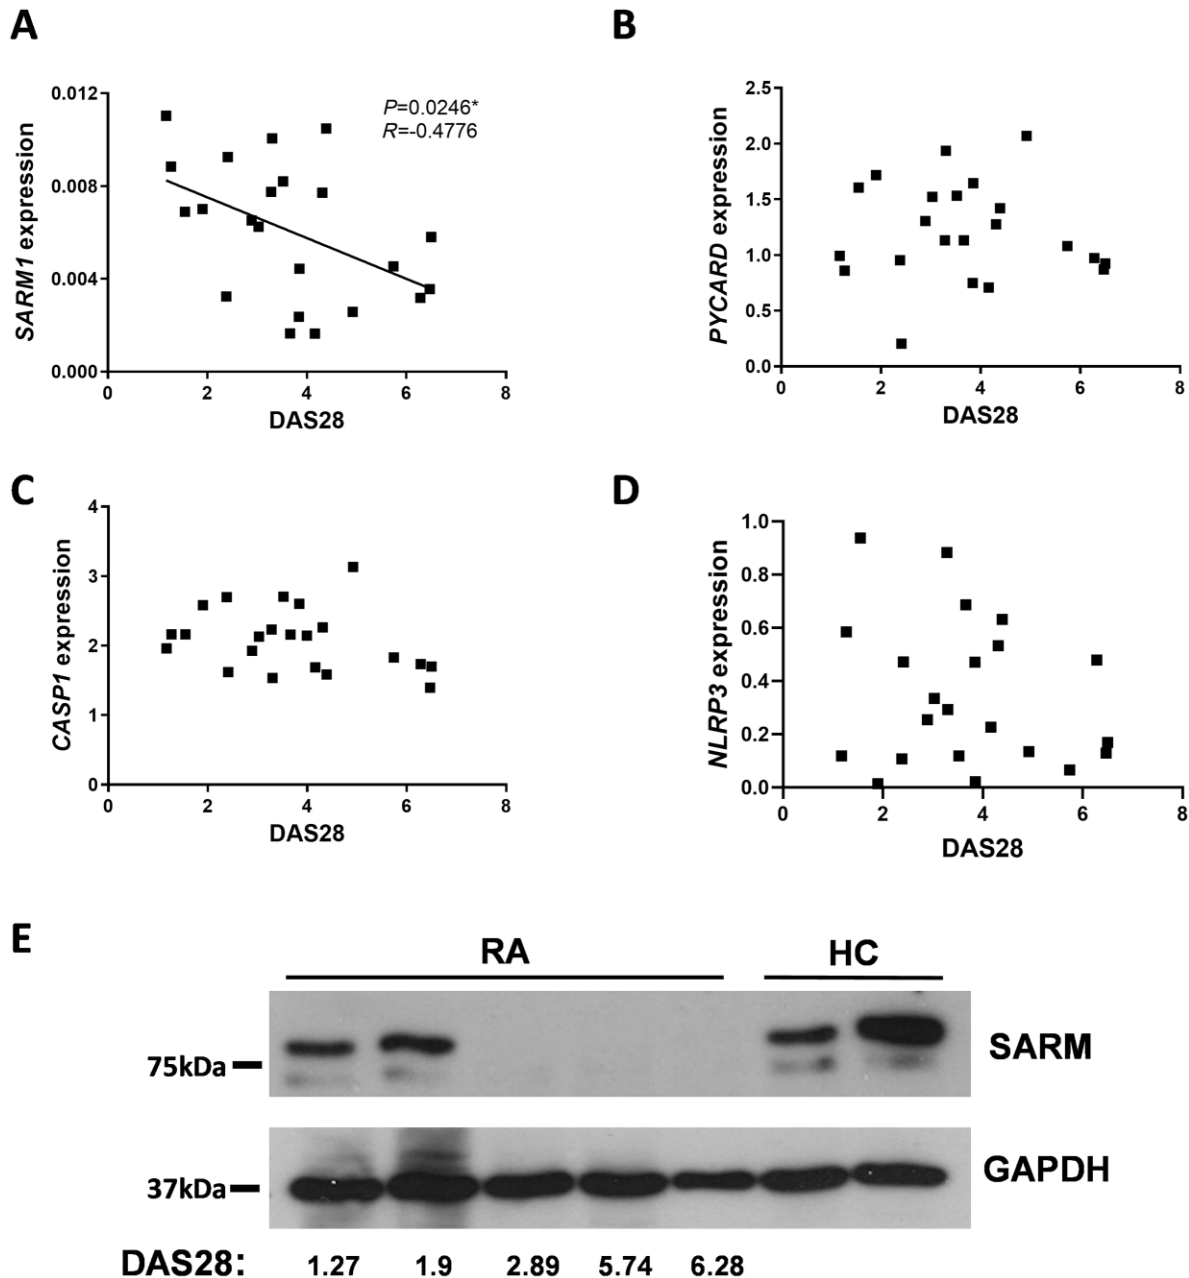 A
SARM1 expression
0.012
0.008
0.004
0.000
0 2 4 6 8
DAS28
P=0.0246*
R=-0.4776
B
PYCARD expression
2.5
2.0
1.5
1.0
0.5
0.0
0 2 4 6 8
DAS28
C
CASP1 expression
4
3
2
1
0
0 2 4 6 8
DAS28
D
NLRP3 expression
1.0
0.8
0.6
0.4
0.2
0.0
0 2 4 6 8
DAS28
E
RA HC
75kDa
SARM
37kDa
GAPDH
DAS28: 1.27 1.9 2.89 5.74 6.28